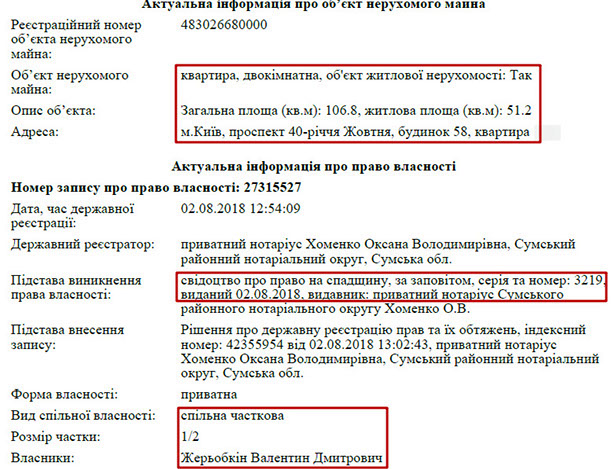 Актуальна інформація про об’єкт нерухомого майна
Реєстраційний номер 483026680000
об’єкта нерухомого
майна:
Об’єкт нерухомого квартира, двокімнатна, об'єкт житлової нерухомості: Так
майна:
Опис об’єкта: Загальна площа (кв.м): 106.8, житлова площа (кв.м): 51.2
Адреса: м.Київ, проспект 40-річчя Жовтня, будинок 58, квартира
Актуальна інформація про право власності
Номер запису про право власності: 27315527
Дата, час державної 02.08.2018 12:54:09
реєстрації:
Державний реєстратор: приватний нотаріус Хоменко Оксана Володимирівна, Сумський
районний нотаріальний округ, Сумська обл.
Підстава виникнення свідоцтво про право на спадщину, за заповітом, серія та номер: 3219,
права власності: виданий 02.08.2018, видавник: приватний нотаріус Сумського
районного нотаріального округу Хоменко О.В.
Підстава внесення Рішення про державну реєстрацію прав та їх обтяжень, індексний
запису: номер: 42355954 від 02.08.2018 13:02:43, приватний нотаріус
Хоменко Оксана Володимирівна, Сумський районний нотаріальний
округ, Сумська обл.
Форма власності: приватна
Вид спільної власності: спільна часткова
Розмір частки: 1/2
Власники: Жерьобкін Валентин Дмитрович